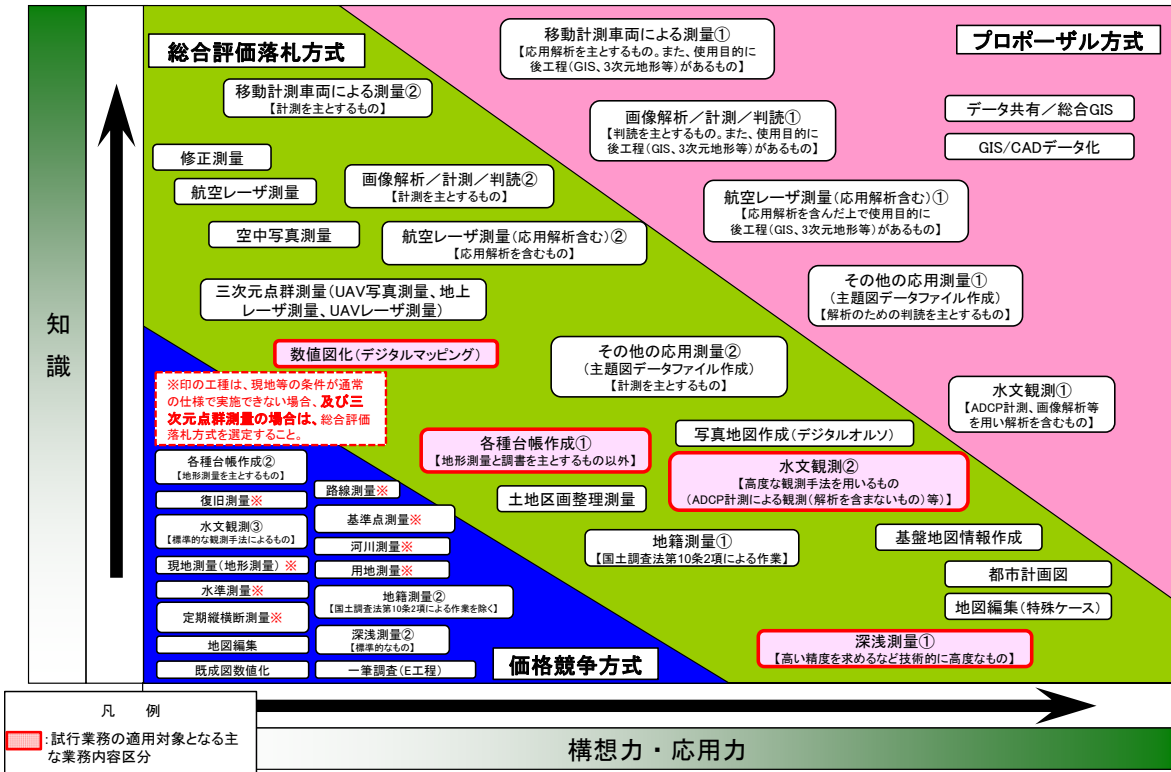 総合評価落札方式
プロポーザル方式
移動計測車両による測量①
【応用解析を主とするもの。また、使用目的に
後工程(GIS、3次元地形等)があるもの】
移動計測車両による測量②
【計測を主とするもの】
画像解析／計測／判読①
【判読を主とするもの。また、使用目的に
後工程(GIS、3次元地形等)があるもの】
データ共有／総合GIS
GIS/CADデータ化
修正測量
航空レーザ測量
画像解析／計測／判読②
【計測を主とするもの】
航空レーザ測量(応用解析含む)①
【応用解析を含んだ上で使用目的に
後工程(GIS、3次元地形等)があるもの】
空中写真測量
航空レーザ測量(応用解析含む)②
【応用解析を含むもの】
三次元点群測量(UAV写真測量、地上
レーザ測量、UAVレーザ測量)
その他の応用測量①
(主題図データファイル作成)
【解析のための判読を主とするもの】
数値図化(デジタルマッピング)
その他の応用測量②
(主題図データファイル作成)
【計測を主とするもの】
知識
※印の工種は、現地等の条件が通常
の仕様で実施できない場合、及び三
次元点群測量の場合は、総合評価
落札方式を選定すること。
水文観測①
【ADCP計測、画像解析等
を用い解析を含むもの】
各種台帳作成①
【地形測量と調書を主とするもの以外】
写真地図作成(デジタルオルソ)
水文観測②
【高度な観測手法を用いるもの
(ADCP計測による観測(解析を含まないもの)等)】
土地区画整理測量
地籍測量①
【国土調査法第10条2項による作業】
基盤地図情報作成
都市計画図
地図編集(特殊ケース)
深浅測量①
【高い精度を求めるなど技術的に高度なもの】
各種台帳作成②
【地形測量を主とするもの】
復旧測量※
水文観測③
【標準的な観測手法によるもの】
現地測量(地形測量)※
水準測量※
定期縦横断測量※
地図編集
既成図数値化
路線測量※
基準点測量※
河川測量※
用地測量※
地籍測量②
【国土調査法第10条2項による作業を除く】
深浅測量②
【標準的なもの】
一筆調査(E工程)
価格競争方式
凡 例
:試行業務の適用対象となる主
な業務内容区分
構想力・応用力